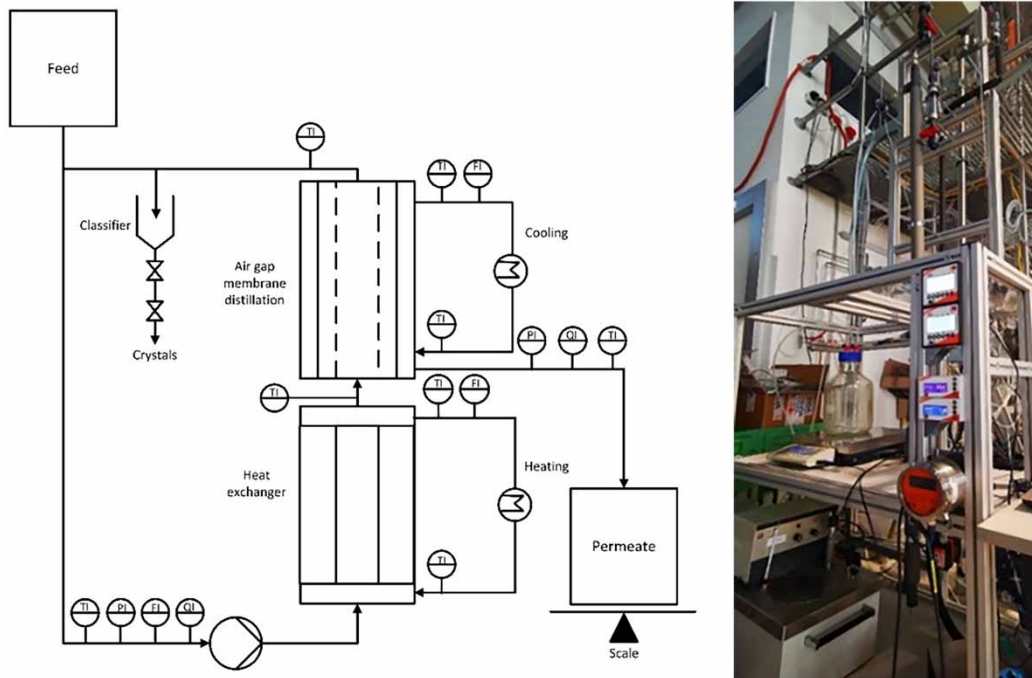 Feed
TI
TI
FI
Classifier
Cooling
Air gap
membrane
distillation
TI
PI
QI
TI
Crystals
TI
TI
FI
Heat
exchanger
Heating
TI
Permeate
TI
PI
FI
QI
Scale